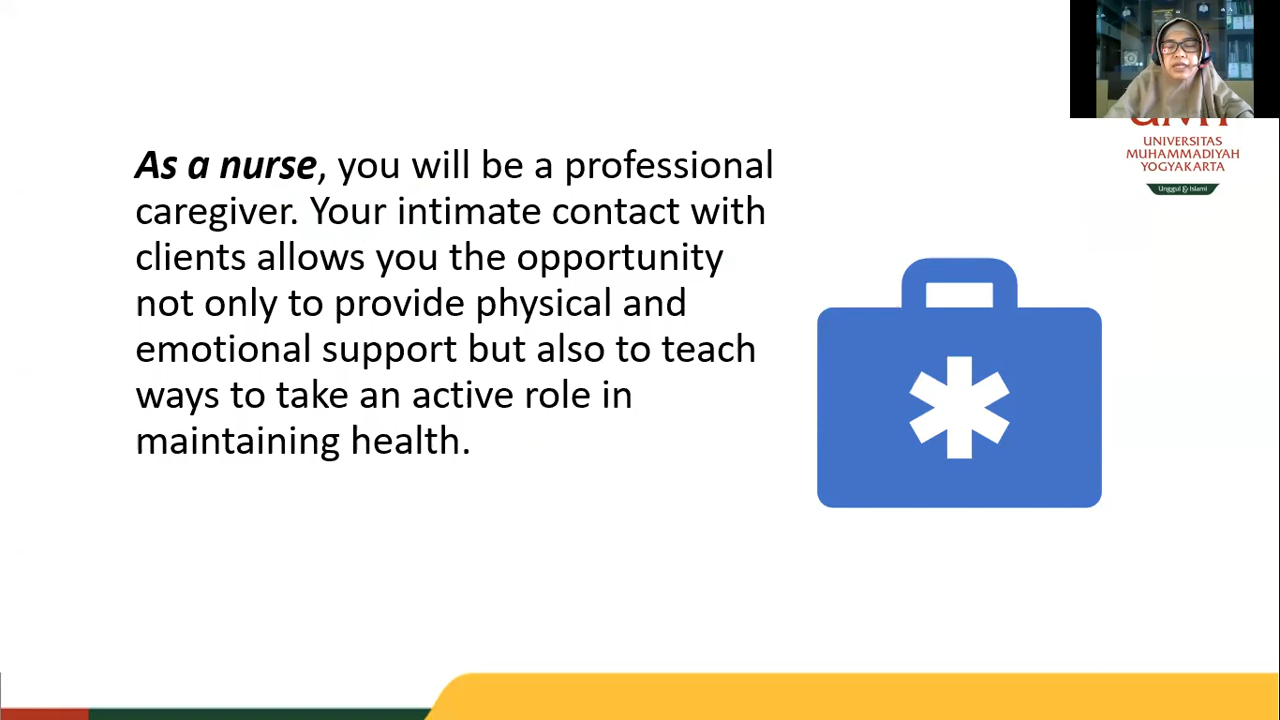 As a nurse, you will be a professional
caregiver. Your intimate contact with
clients allows you the opportunity
not only to provide physical and
emotional support but also to teach
ways to take an active role in
maintaining health.
UNIVERSITAS
MUHAMMADIYAH
YOGYAKARTA
Unggul & Islami